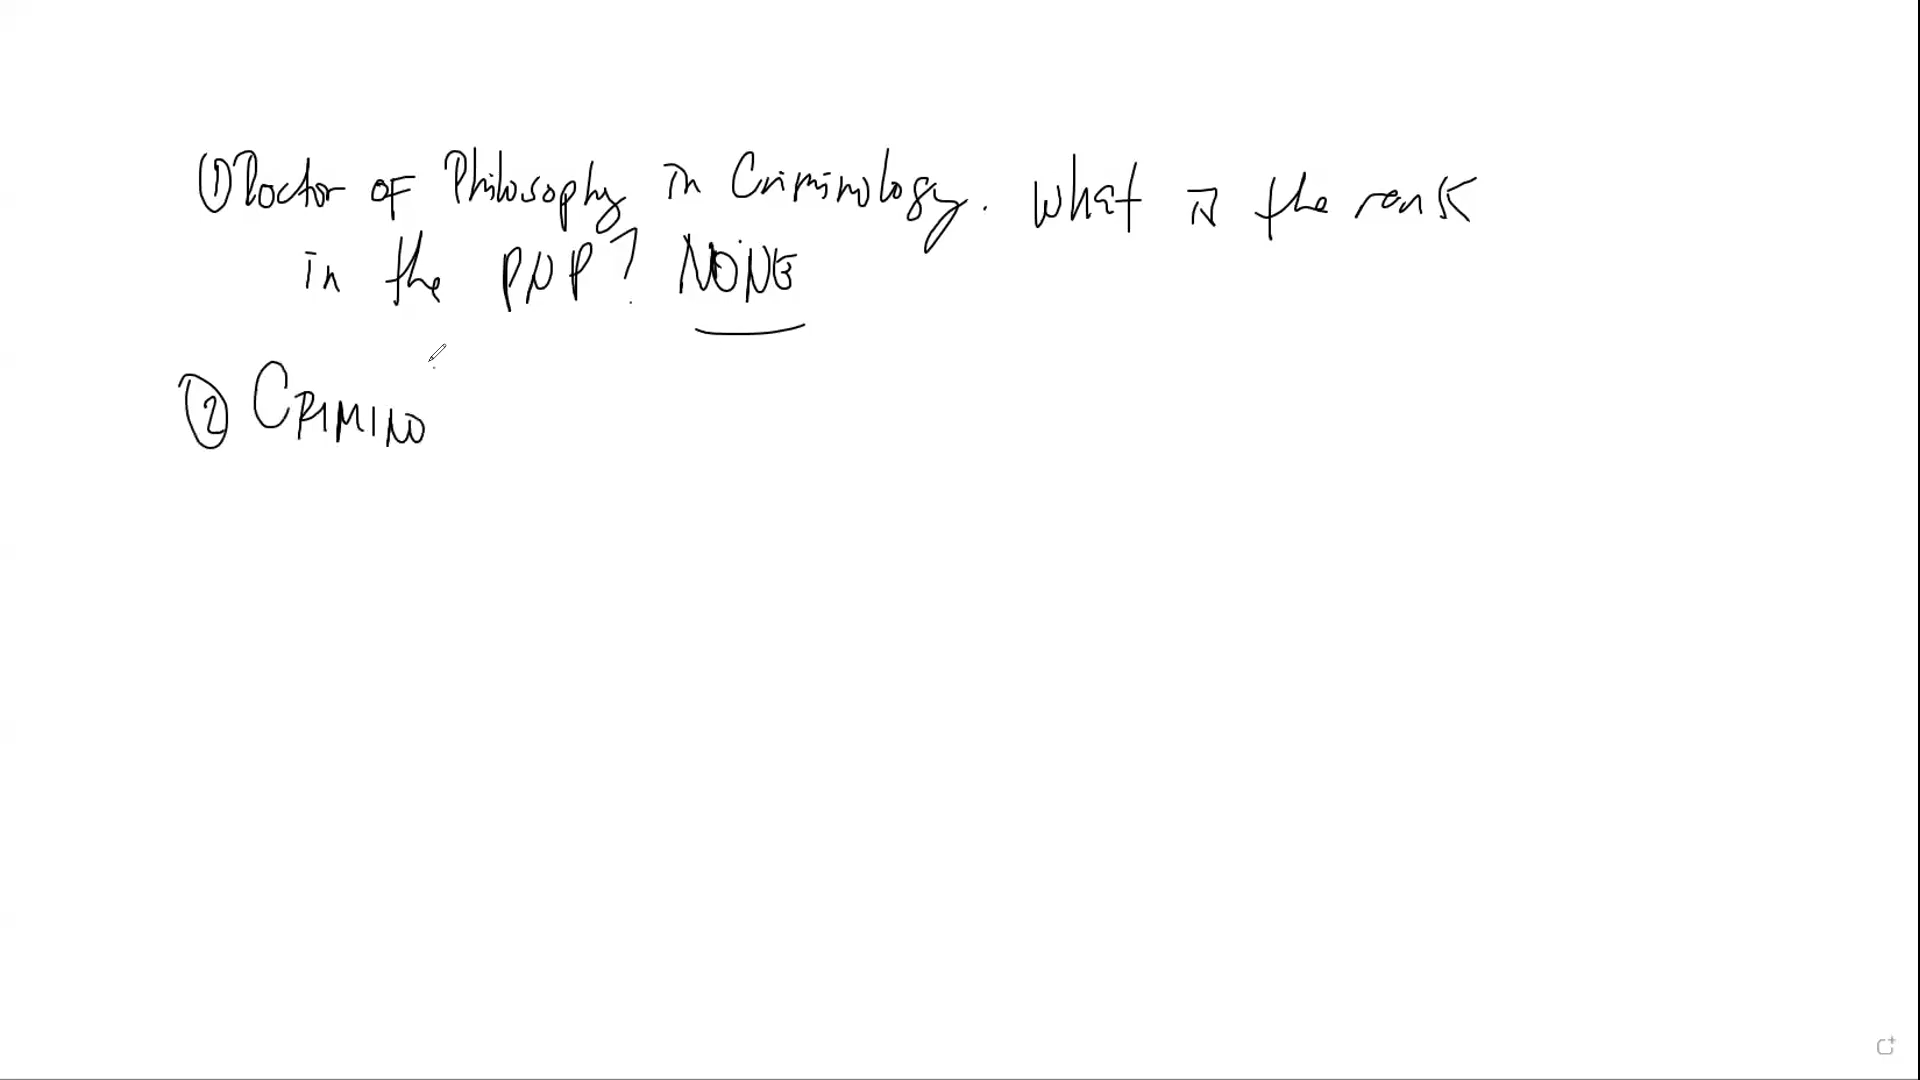 ① Doctor of Philosophy in Criminology. What is the rank
in the PNP? NONE
② CRIMINO